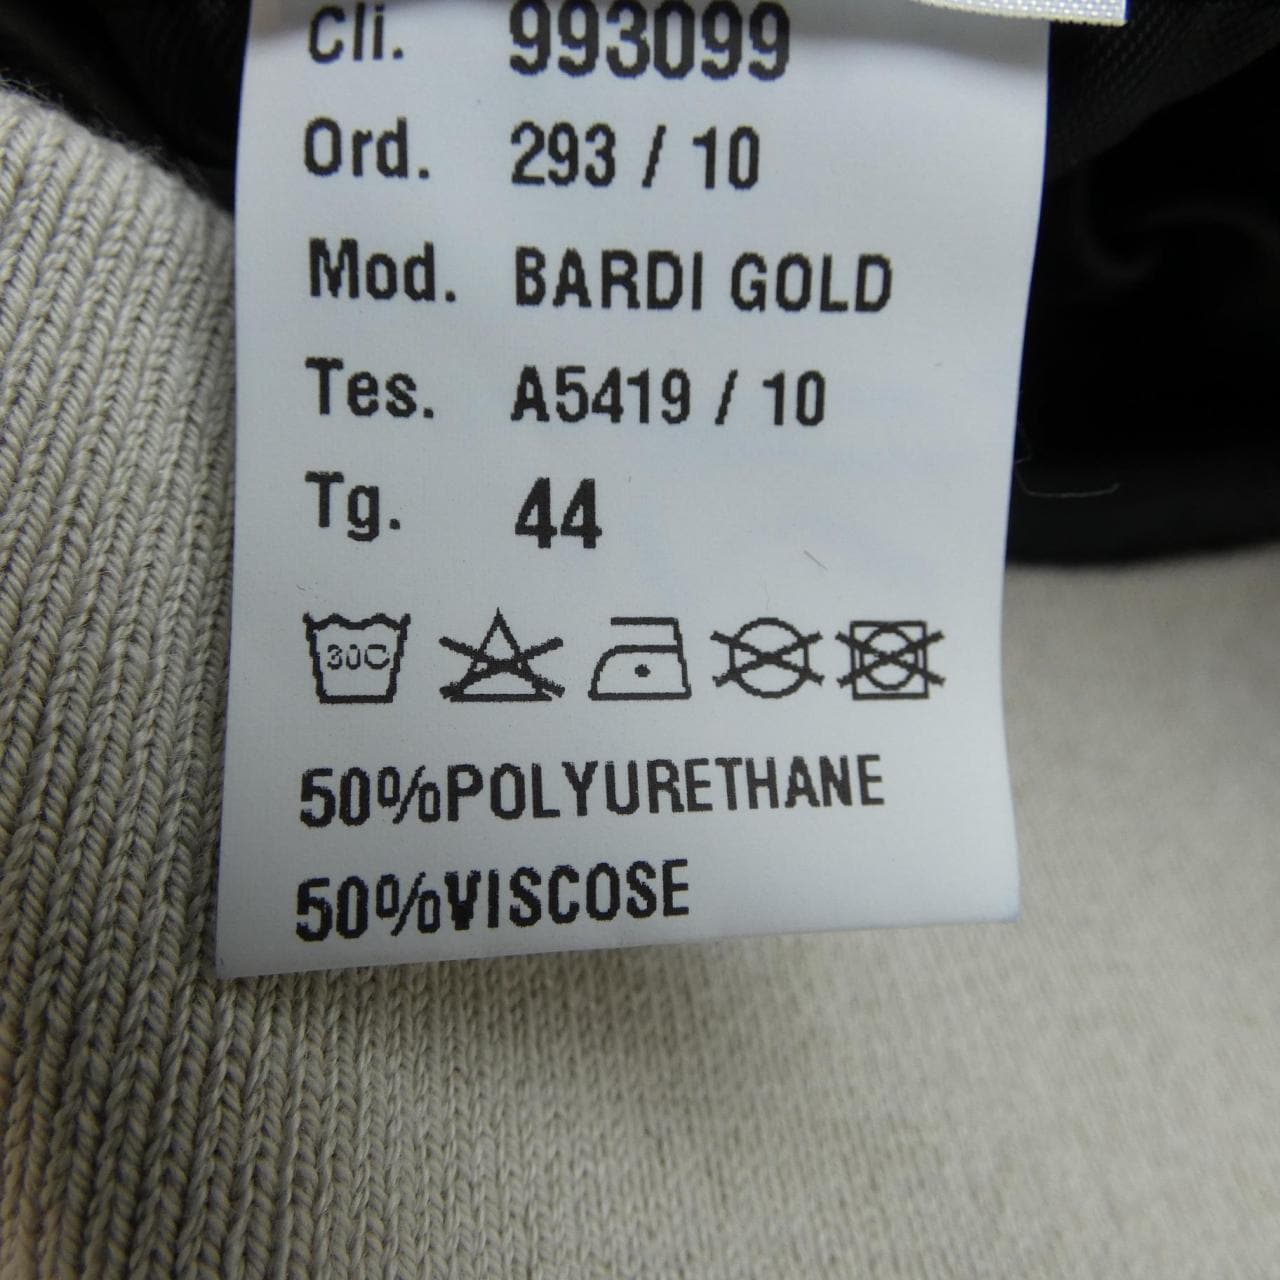 Cli. 993099
Ord. 293 / 10
Mod. BARDI GOLD
Tes. A5419 / 10
Tg. 44
30C
50%POLYURETHANE
50%VISCOSE